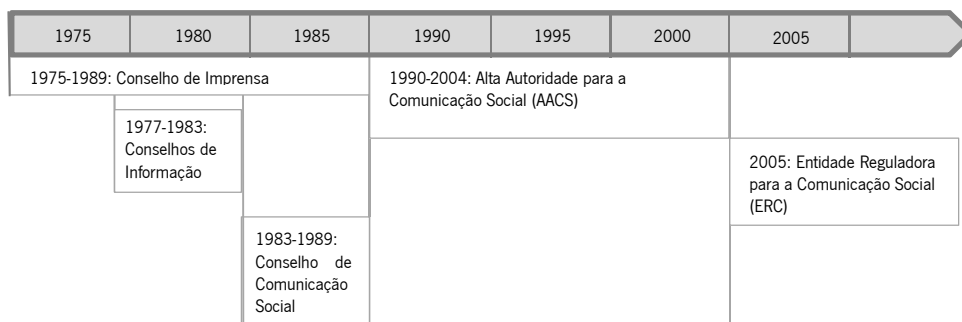 1975 1980 1985 1990 1995 2000 2005
1975-1989: Conselho de Imprensa
1990-2004: Alta Autoridade para a
Comunicação Social (AACS)
1977-1983:
Conselhos de
Informação
2005: Entidade Reguladora
para a Comunicação Social
(ERC)
1983-1989:
Conselho de
Comunicação
Social